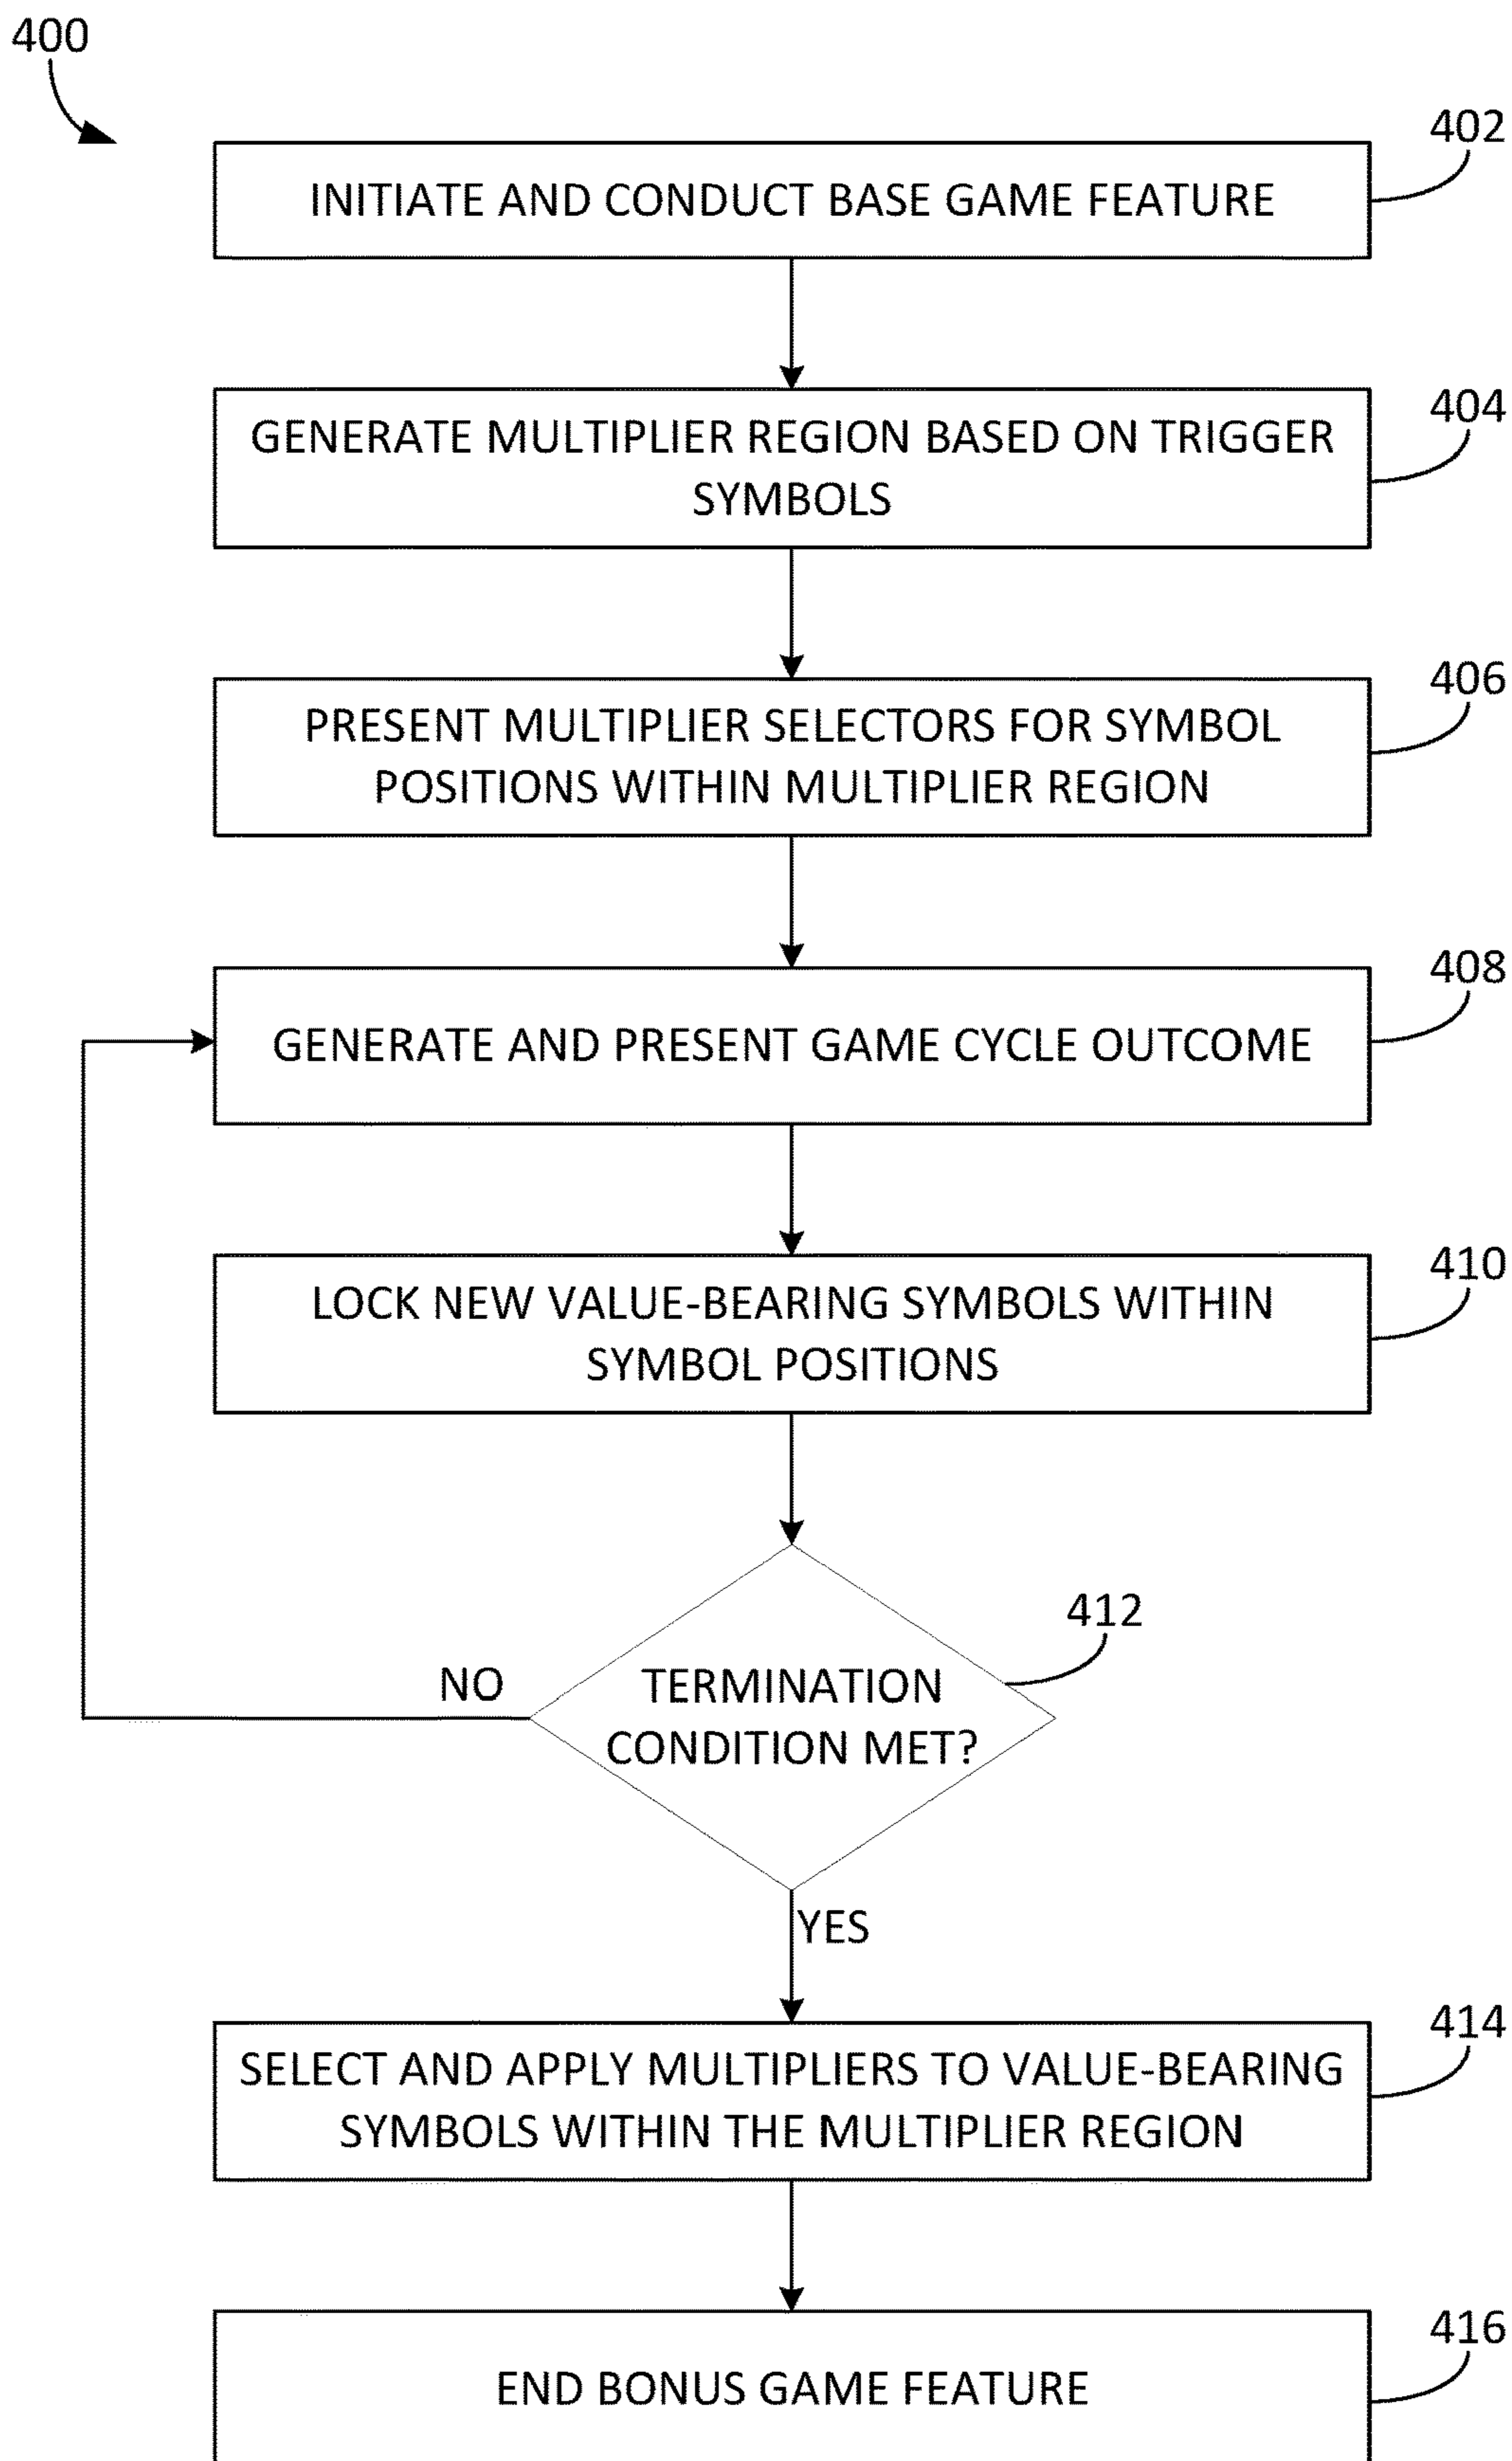 400
402
INITIATE AND CONDUCT BASE GAME FEATURE
404
GENERATE MULTIPLIER REGION BASED ON TRIGGER
SYMBOLS
406
PRESENT MULTIPLIER SELECTORS FOR SYMBOL
POSITIONS WITHIN MULTIPLIER REGION
408
GENERATE AND PRESENT GAME CYCLE OUTCOME
410
LOCK NEW VALUE-BEARING SYMBOLS WITHIN
SYMBOL POSITIONS
412
NO
TERMINATION
CONDITION MET?
YES
414
SELECT AND APPLY MULTIPLIERS TO VALUE-BEARING
SYMBOLS WITHIN THE MULTIPLIER REGION
416
END BONUS GAME FEATURE